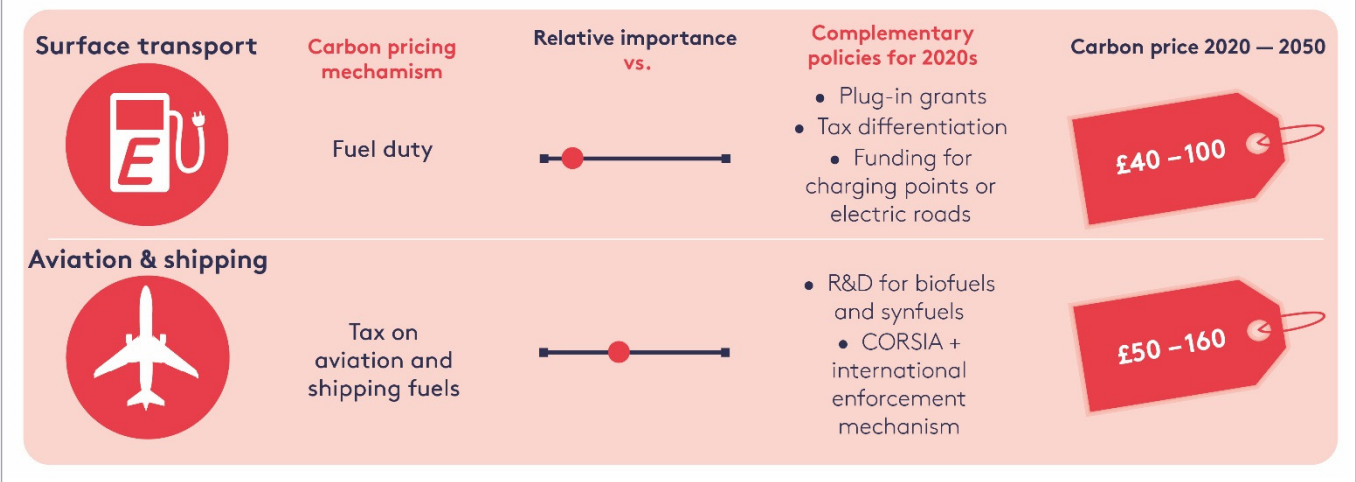 Surface transport
Carbon pricing
mechamism
Relative importance
vs.
Complementary
policies for 2020s
Carbon price 2020 — 2050
E
Fuel duty
• Plug-in grants
• Tax differentiation
• Funding for
charging points or
electric roads
£40 – 100
Aviation & shipping
Tax on
aviation and
shipping fuels
• R&D for biofuels
and synfuels
• CORSIA +
international
enforcement
mechanism
£50 – 160